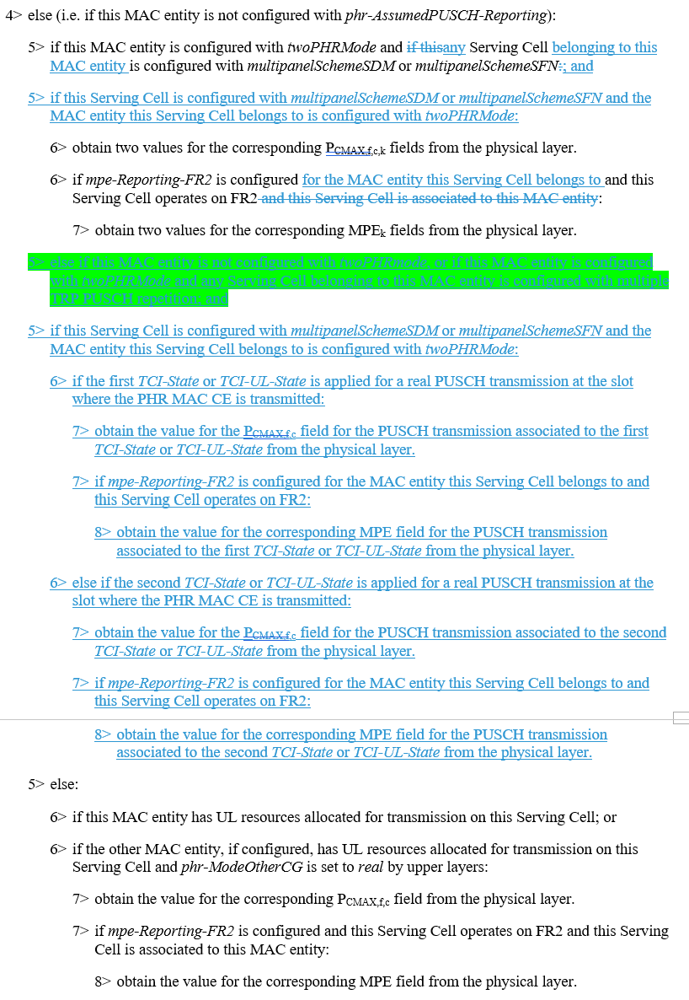 4> else (i.e. if this MAC entity is not configured with phr-AssumedPUSCH-Reporting):
5> if this MAC entity is configured with twoPHRMode and if thisany Serving Cell belonging to this
MAC entity is configured with multipanelSchemeSDM or multipanelSchemeSFN:; and
5> if this Serving Cell is configured with multipanelSchemeSDM or multipanelSchemeSFN and the
MAC entity this Serving Cell belongs to is configured with twoPHRMode:
6> obtain two values for the corresponding PCMAX,f,c,k fields from the physical layer.
6> if mpe-Reporting-FR2 is configured for the MAC entity this Serving Cell belongs to and this
Serving Cell operates on FR2 and this Serving Cell is associated to this MAC entity:
7> obtain two values for the corresponding MPEk fields from the physical layer.
5> else if this MAC entity is not configured with twoPHRmode, or if this MAC entity is configured
with twoPHRMode and any Serving Cell belonging to this MAC entity is configured with multiple
TRP PUSCH repetition; and
5> if this Serving Cell is configured with multipanelSchemeSDM or multipanelSchemeSFN and the
MAC entity this Serving Cell belongs to is configured with twoPHRMode:
6> if the first TCI-State or TCI-UL-State is applied for a real PUSCH transmission at the slot
where the PHR MAC CE is transmitted:
7> obtain the value for the PCMAX,f,c field for the PUSCH transmission associated to the first
TCI-State or TCI-UL-State from the physical layer.
7> if mpe-Reporting-FR2 is configured for the MAC entity this Serving Cell belongs to and
this Serving Cell operates on FR2:
8> obtain the value for the corresponding MPE field for the PUSCH transmission
associated to the first TCI-State or TCI-UL-State from the physical layer.
6> else if the second TCI-State or TCI-UL-State is applied for a real PUSCH transmission at the
slot where the PHR MAC CE is transmitted:
7> obtain the value for the PCMAX,f,c field for the PUSCH transmission associated to the second
TCI-State or TCI-UL-State from the physical layer.
7> if mpe-Reporting-FR2 is configured for the MAC entity this Serving Cell belongs to and
this Serving Cell operates on FR2:
8> obtain the value for the corresponding MPE field for the PUSCH transmission
associated to the second TCI-State or TCI-UL-State from the physical layer.
5> else:
6> if this MAC entity has UL resources allocated for transmission on this Serving Cell; or
6> if the other MAC entity, if configured, has UL resources allocated for transmission on this
Serving Cell and phr-ModeOtherCG is set to real by upper layers:
7> obtain the value for the corresponding PCMAX,f,c field from the physical layer.
7> if mpe-Reporting-FR2 is configured and this Serving Cell operates on FR2 and this Serving
Cell is associated to this MAC entity:
8> obtain the value for the corresponding MPE field from the physical layer.